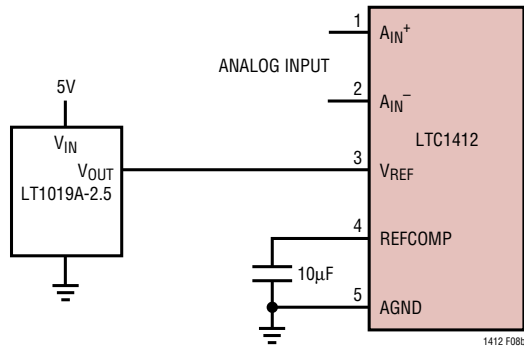 1
A_IN^+
ANALOG INPUT
2
A_IN^–
5V
LTC1412
V_IN
V_OUT
3
V_REF
LT1019A-2.5
4
REFCOMP
10µF
5
AGND
1412 F08b